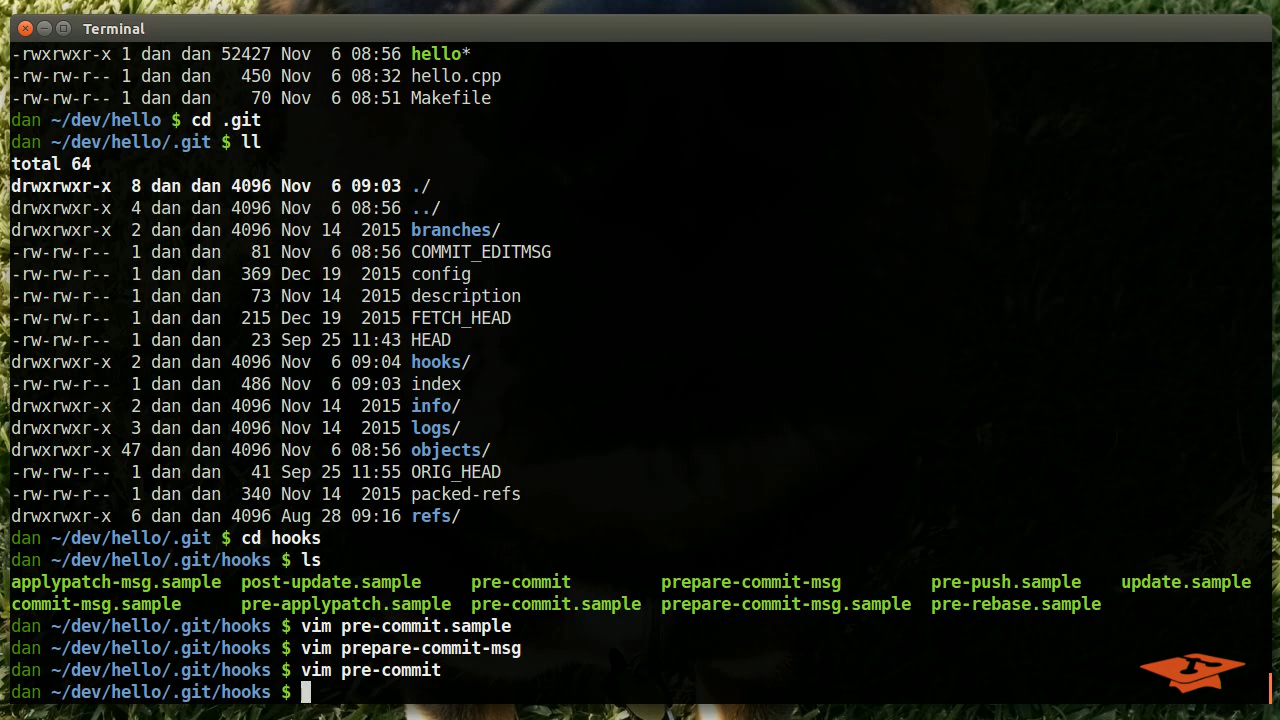 Terminal
-rwxrwxr-x 1 dan dan 52427 Nov  6 08:56 hello*
-rw-rw-r-- 1 dan dan   450 Nov  6 08:32 hello.cpp
-rw-rw-r-- 1 dan dan    70 Nov  6 08:51 Makefile
dan ~/dev/hello $ cd .git
dan ~/dev/hello/.git $ ll
total 64
drwxrwxr-x  8 dan dan 4096 Nov  6 09:03 ./
drwxrwxr-x  4 dan dan 4096 Nov  6 08:56 ../
drwxrwxr-x  2 dan dan 4096 Nov 14  2015 branches/
-rw-rw-r--  1 dan dan   81 Nov  6 08:56 COMMIT_EDITMSG
-rw-rw-r--  1 dan dan  369 Dec 19  2015 config
-rw-rw-r--  1 dan dan   73 Nov 14  2015 description
-rw-rw-r--  1 dan dan  215 Dec 19  2015 FETCH_HEAD
-rw-rw-r--  1 dan dan   23 Sep 25 11:43 HEAD
drwxrwxr-x  2 dan dan 4096 Nov  6 09:04 hooks/
-rw-rw-r--  1 dan dan  486 Nov  6 09:03 index
drwxrwxr-x  2 dan dan 4096 Nov 14  2015 info/
drwxrwxr-x  3 dan dan 4096 Nov 14  2015 logs/
drwxrwxr-x 47 dan dan 4096 Nov  6 08:56 objects/
-rw-rw-r--  1 dan dan   41 Sep 25 11:55 ORIG_HEAD
-rw-rw-r--  1 dan dan  340 Nov 14  2015 packed-refs
drwxrwxr-x  6 dan dan 4096 Aug 28 09:16 refs/
dan ~/dev/hello/.git $ cd hooks
dan ~/dev/hello/.git/hooks $ ls
applypatch-msg.sample  post-update.sample     pre-commit         prepare-commit-msg         pre-push.sample    update.sample
commit-msg.sample      pre-applypatch.sample  pre-commit.sample  prepare-commit-msg.sample  pre-rebase.sample
dan ~/dev/hello/.git/hooks $ vim pre-commit.sample
dan ~/dev/hello/.git/hooks $ vim prepare-commit-msg
dan ~/dev/hello/.git/hooks $ vim pre-commit
dan ~/dev/hello/.git/hooks $